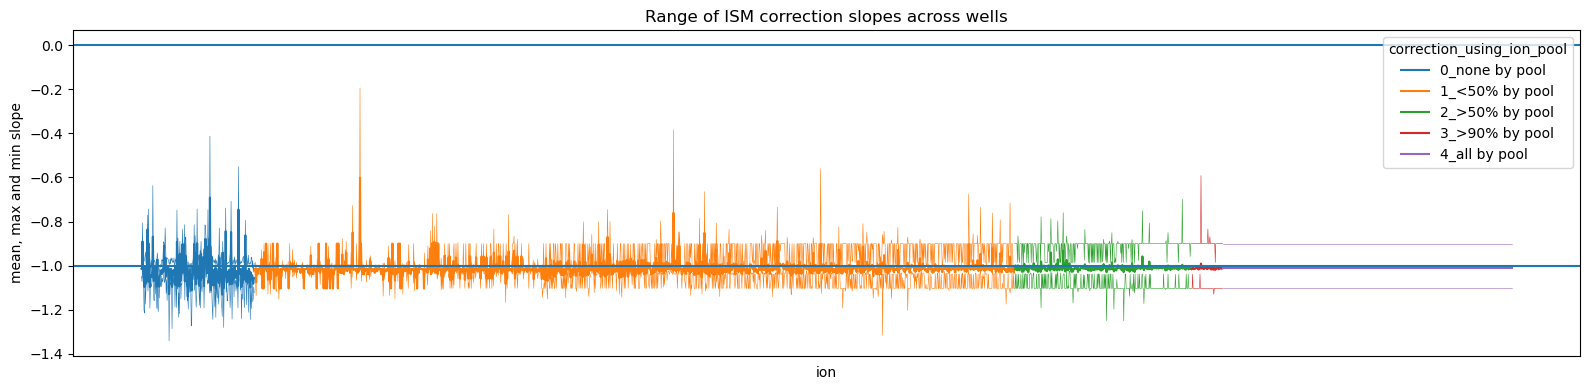 Range of ISM correction slopes across wells
mean, max and min slope
0.0
−0.2
−0.4
−0.6
−0.8
−1.0
−1.2
−1.4
ion
correction_using_ion_pool
0_none by pool
1_<50% by pool
2_>50% by pool
3_>90% by pool
4_all by pool